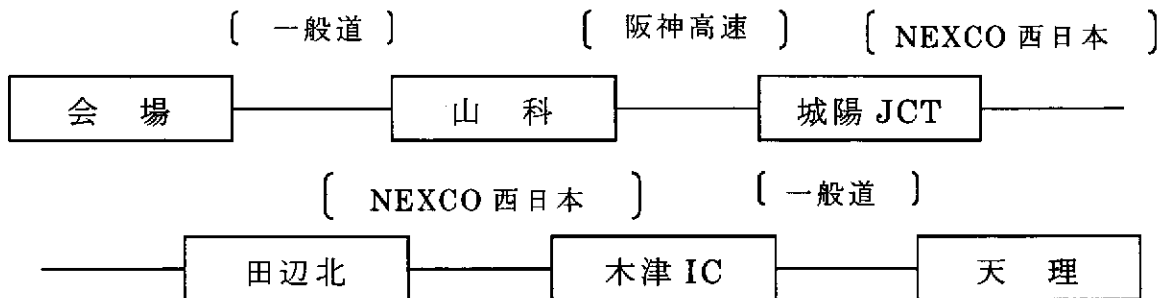 〔 一般道 〕 〔 阪神高速 〕 〔 NEXCO 西日本 〕
会 場 山 科 城陽 JCT
〔 NEXCO 西日本 〕 〔 一般道 〕
田辺北 木津 IC 天 理